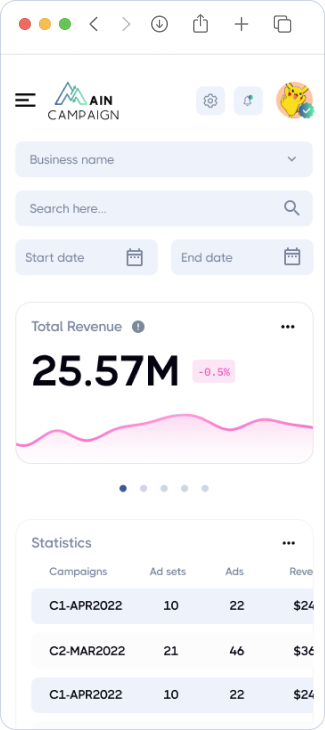 AIN
CAMPAIGN
Business name
Search here...
Start date
End date
Total Revenue
25.57M
-0.5%
Statistics
Campaigns Ad sets Ads Reve
C1-APR2022 10 22 $24
C2-MAR2022 21 46 $36
C1-APR2022 10 22 $24